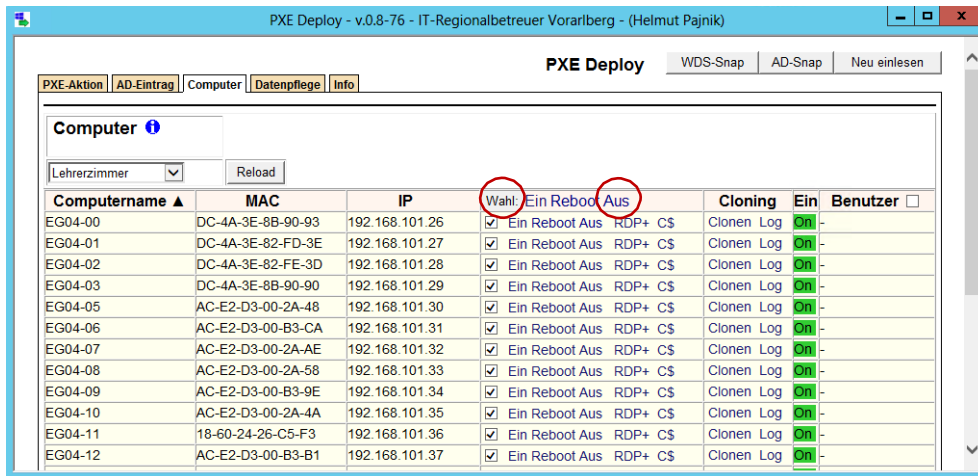 PXE Deploy - v.0.8-76 - IT-Regionalbetreuer Vorarlberg - (Helmut Pajnik)
PXE Deploy WDS-Snap AD-Snap Neu einlesen
PXE-Aktion AD-Eintrag Computer Datenpflege Info
Computer
Lehrerzimmer Reload
Computername ▲ MAC IP Wahl: Ein Reboot Aus Cloning Ein Benutzer
EG04-00 DC-4A-3E-8B-90-93 192.168.101.26 Ein Reboot Aus RDP+ C$ Clonen Log On -
EG04-01 DC-4A-3E-82-FD-3E 192.168.101.27 Ein Reboot Aus RDP+ C$ Clonen Log On -
EG04-02 DC-4A-3E-82-FE-3D 192.168.101.28 Ein Reboot Aus RDP+ C$ Clonen Log On -
EG04-03 DC-4A-3E-8B-90-90 192.168.101.29 Ein Reboot Aus RDP+ C$ Clonen Log On -
EG04-05 AC-E2-D3-00-2A-48 192.168.101.30 Ein Reboot Aus RDP+ C$ Clonen Log On -
EG04-06 AC-E2-D3-00-B3-CA 192.168.101.31 Ein Reboot Aus RDP+ C$ Clonen Log On -
EG04-07 AC-E2-D3-00-2A-AE 192.168.101.32 Ein Reboot Aus RDP+ C$ Clonen Log On -
EG04-08 AC-E2-D3-00-2A-58 192.168.101.33 Ein Reboot Aus RDP+ C$ Clonen Log On -
EG04-09 AC-E2-D3-00-B3-9E 192.168.101.34 Ein Reboot Aus RDP+ C$ Clonen Log On -
EG04-10 AC-E2-D3-00-2A-4A 192.168.101.35 Ein Reboot Aus RDP+ C$ Clonen Log On -
EG04-11 18-60-24-26-C5-F3 192.168.101.36 Ein Reboot Aus RDP+ C$ Clonen Log On -
EG04-12 AC-E2-D3-00-B3-B1 192.168.101.37 Ein Reboot Aus RDP+ C$ Clonen Log On -